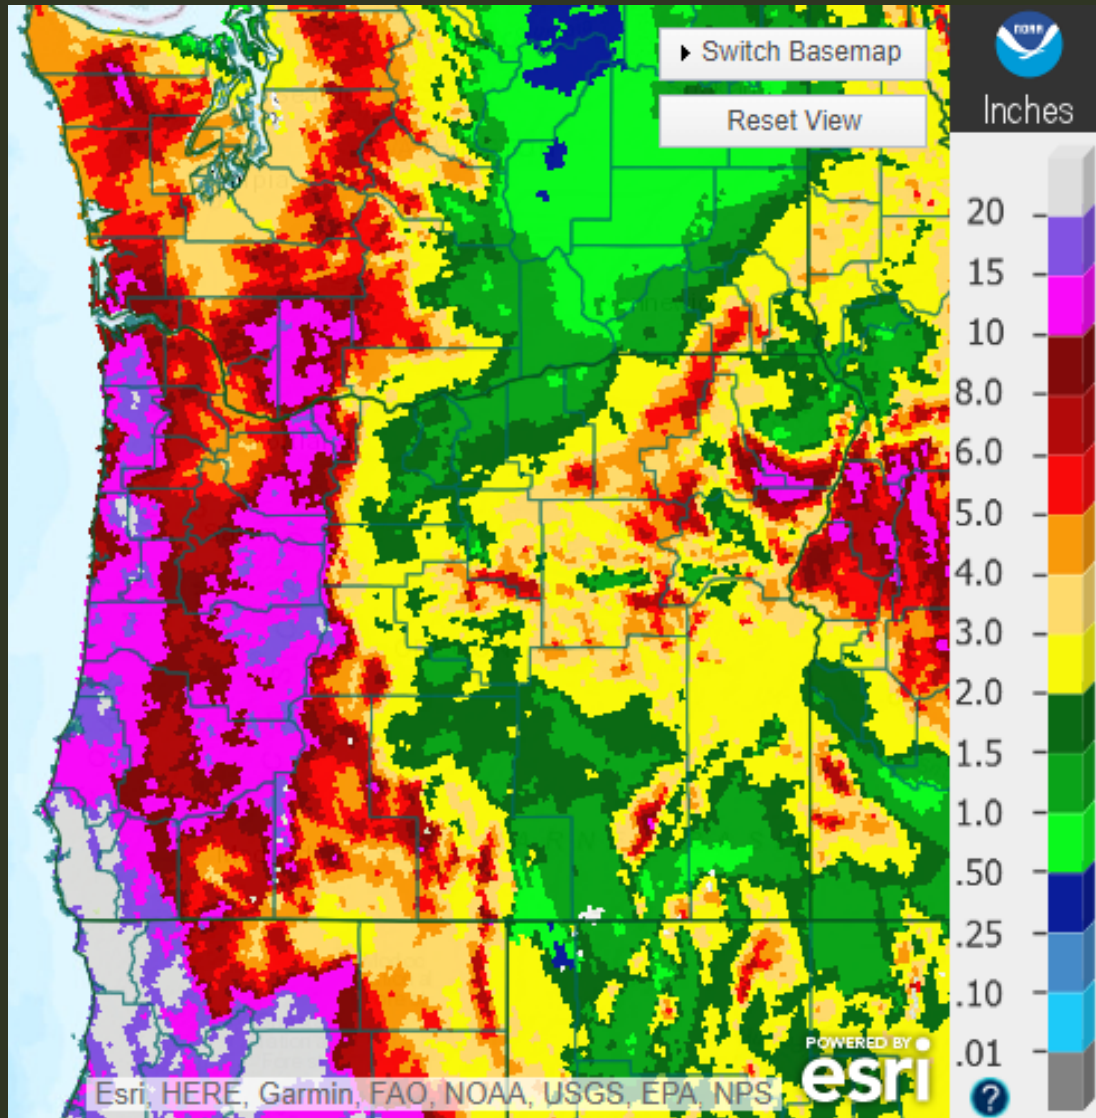 Switch Basemap
Reset View
NOAA
Inches
20
15
10
8.0
6.0
5.0
4.0
3.0
2.0
1.5
1.0
.50
.25
.10
.01
?
POWERED BY
esri
Esri, HERE, Garmin, FAO, NOAA, USGS, EPA, NPS,